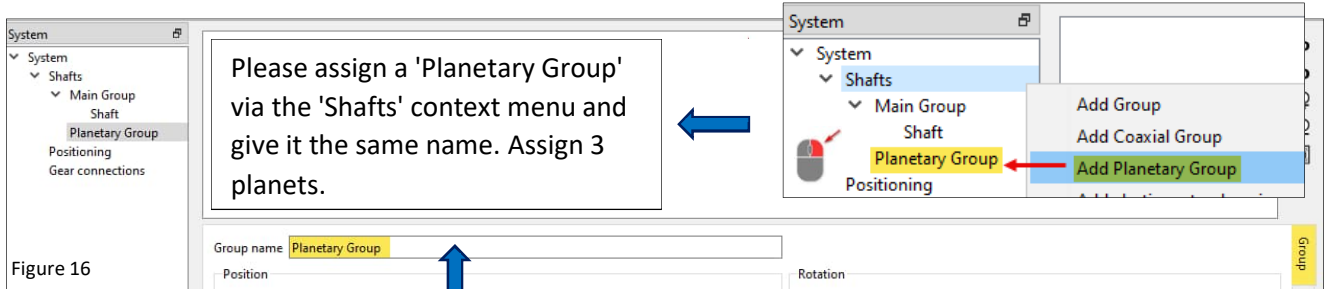 System
System
Shafts
Main Group
Shaft
Planetary Group
Positioning
Gear connections
Please assign a 'Planetary Group'
via the 'Shafts' context menu and
give it the same name. Assign 3
planets.
System
System
Shafts
Main Group
Shaft
Planetary Group
Positioning
Add Group
Add Coaxial Group
Add Planetary Group
Group name Planetary Group
Group
Figure 16
Position
Rotation